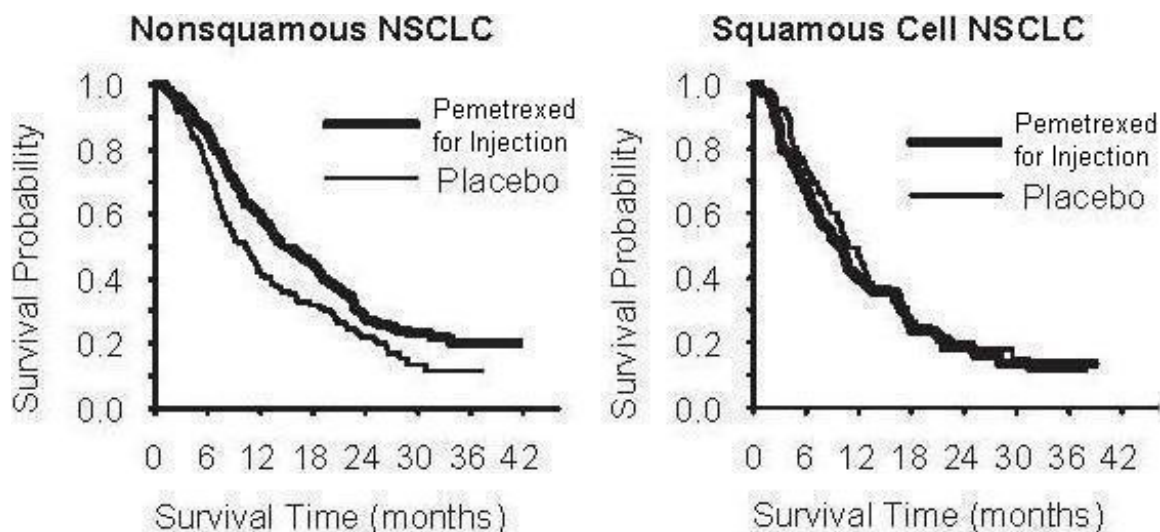 Nonsquamous NSCLC
Survival Probability
1.0
0.8
0.6
0.4
0.2
0.0
Pemetrexed
for Injection
Placebo
0 6 12 18 24 30 36 42
Survival Time (months)
Squamous Cell NSCLC
Survival Probability
1.0
0.8
0.6
0.4
0.2
0.0
Pemetrexed
for Injection
Placebo
0 6 12 18 24 30 36 42
Survival Time (months)